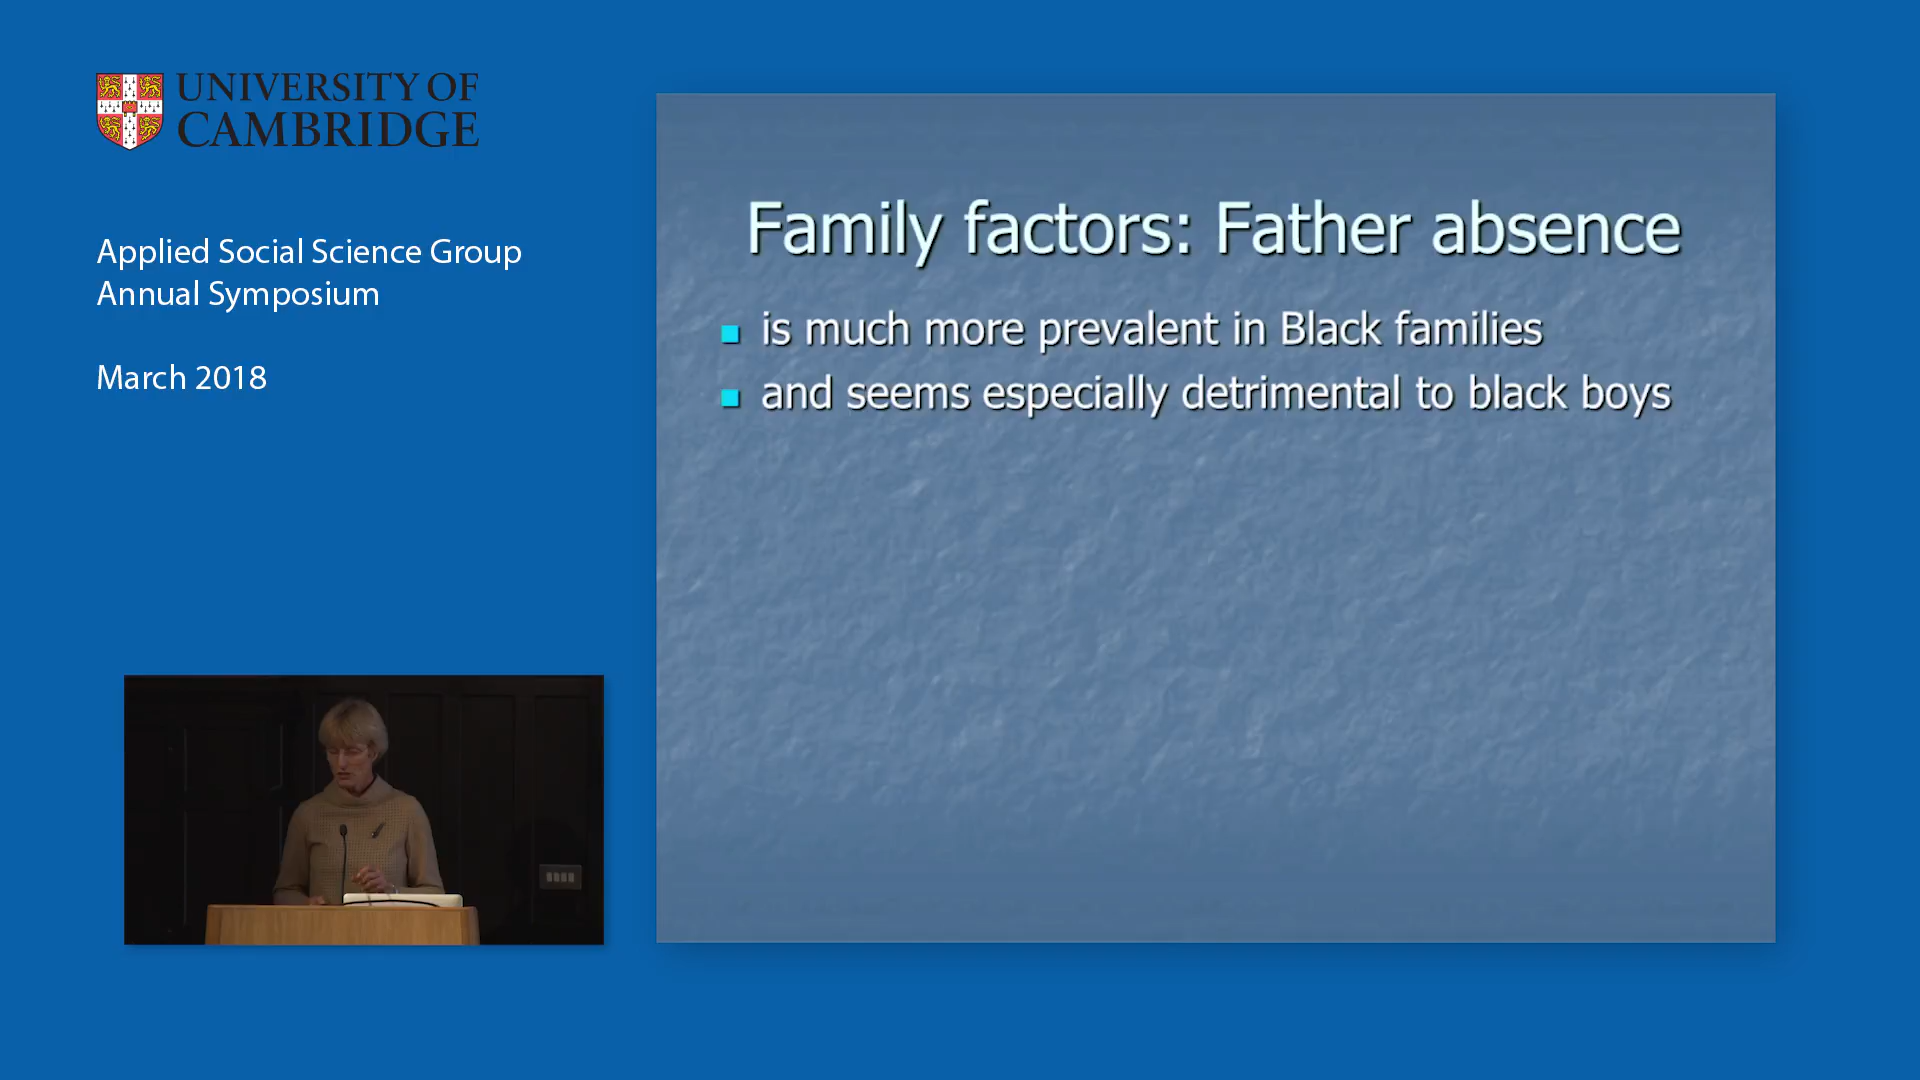 UNIVERSITY OF
CAMBRIDGE
Applied Social Science Group
Annual Symposium
March 2018
Family factors: Father absence
is much more prevalent in Black families
and seems especially detrimental to black boys